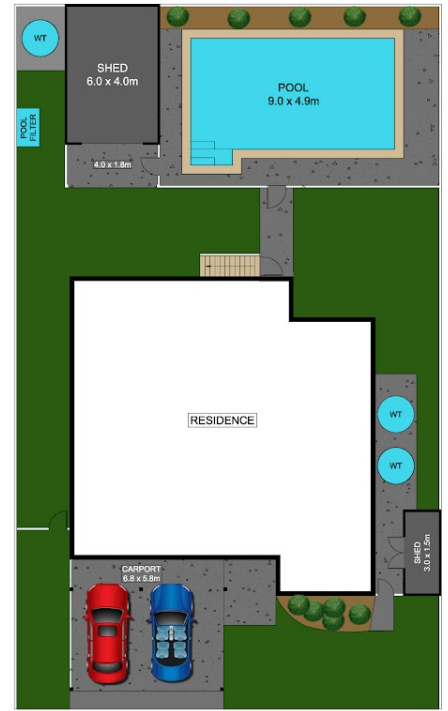 WT
SHED
6.0 x 4.0m
POOL
9.0 x 4.9m
POOL
FILTER
4.0 x 1.8m
RESIDENCE
WT
WT
SHED
3.0 x 1.5m
CARPORT
6.8 x 5.8m